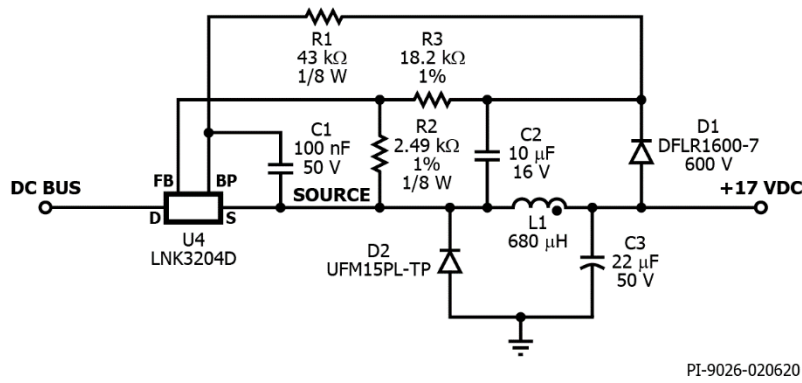 R1
43 kΩ
1/8 W
R3
18.2 kΩ
1%
C1
100 nF
50 V
R2
2.49 kΩ
1%
1/8 W
C2
10 μF
16 V
D1
DFLR1600-7
600 V
DC BUS
FB
BP
D
S
SOURCE
+17 VDC
U4
LNK3204D
D2
UFM15PL-TP
L1
680 μH
C3
22 μF
50 V
PI-9026-020620